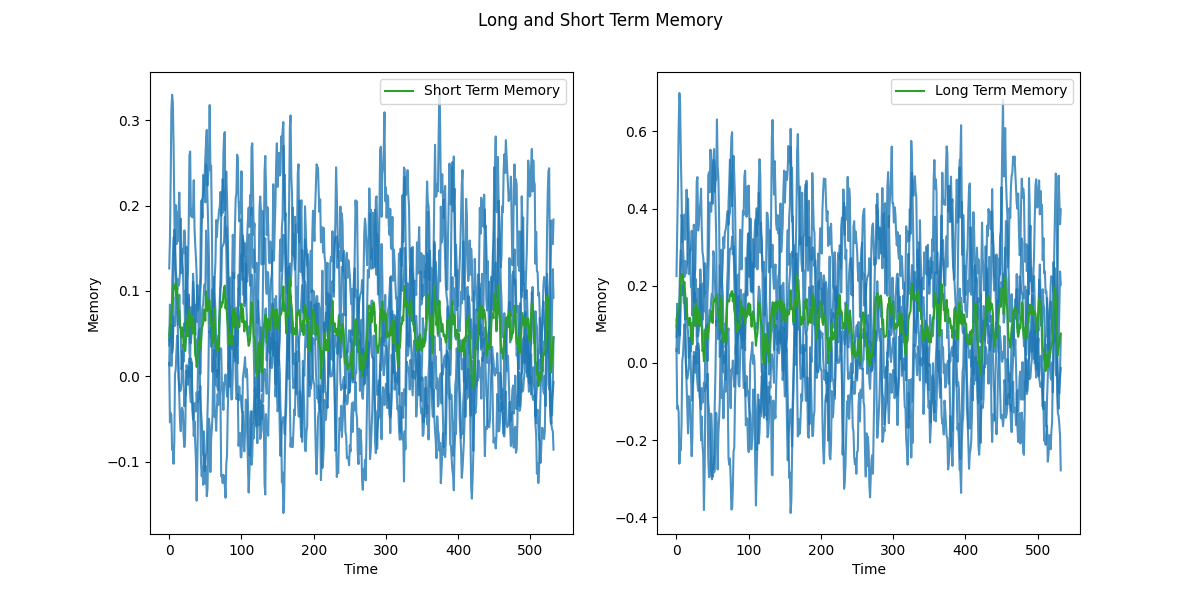 Long and Short Term Memory
Short Term Memory
0.3
0.2
0.1
0.0
−0.1
Memory
0 100 200 300 400 500
Time
Long Term Memory
0.6
0.4
0.2
0.0
−0.2
−0.4
Memory
0 100 200 300 400 500
Time